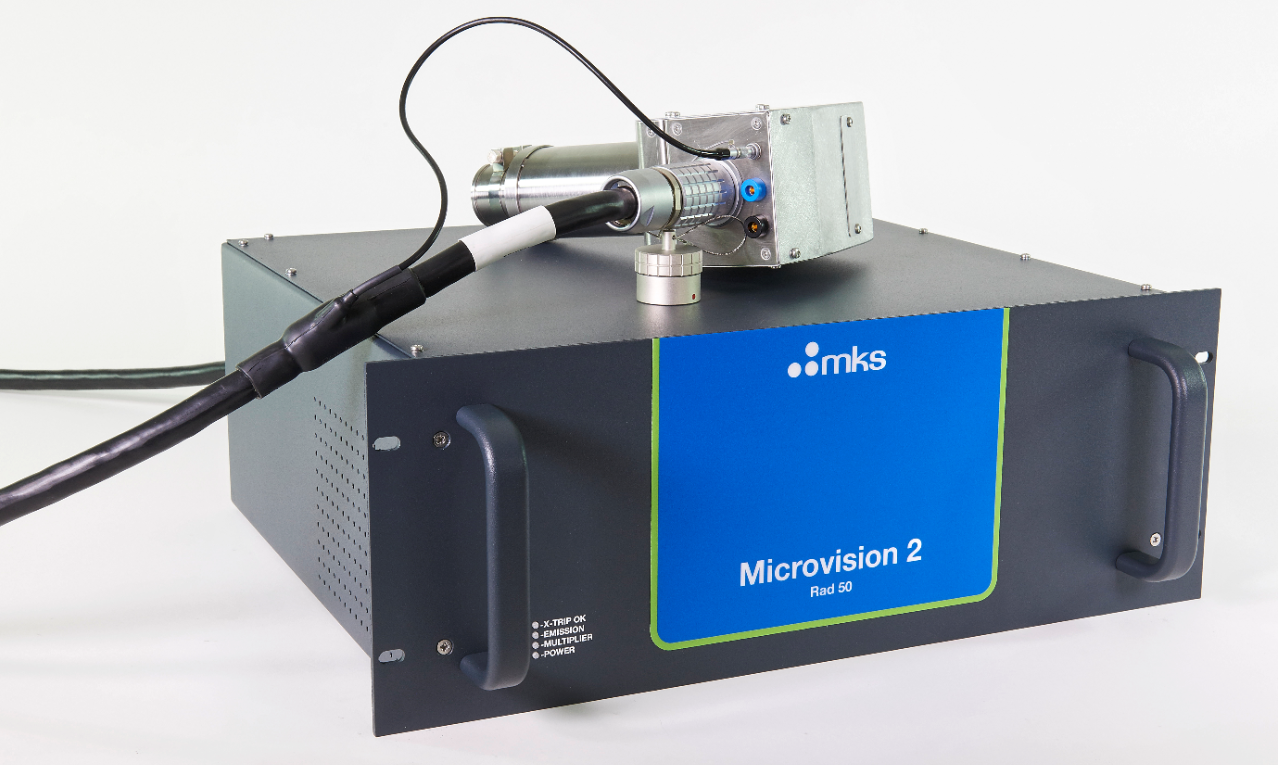 mks
Microvision 2
Rad 50
-X-TRIP OK
-EMISSION
-MULTIPLIER
-POWER